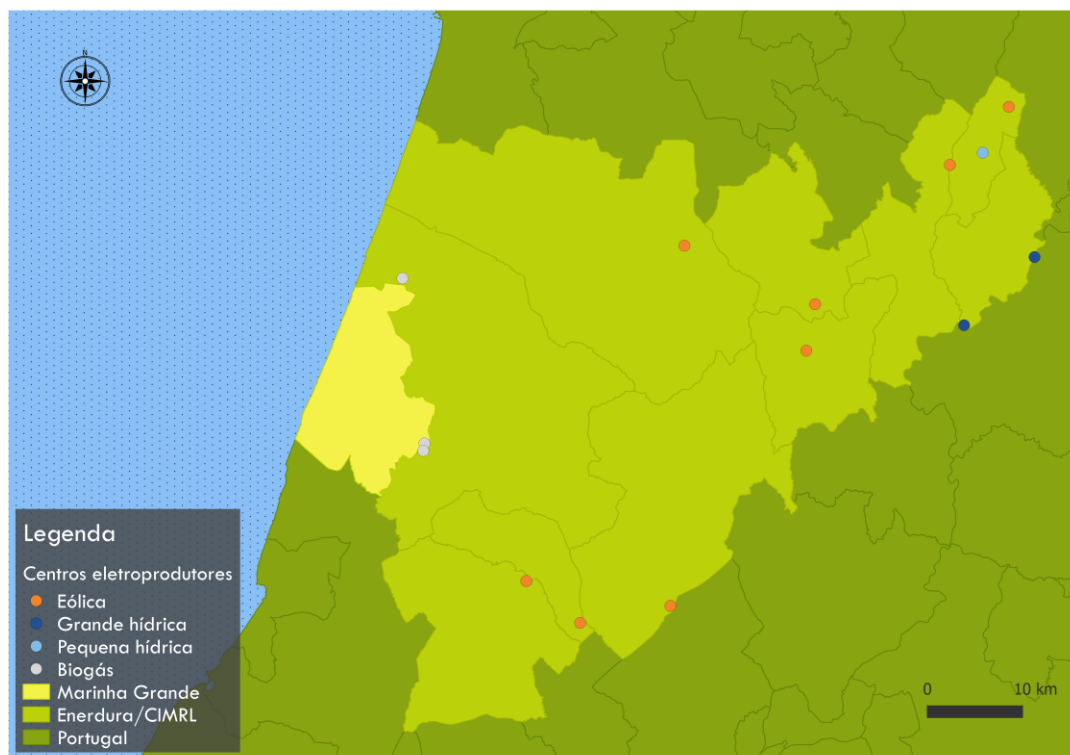 N
Legenda
Centros eletroprodutores
Eólica
Grande hídrica
Pequena hídrica
Biogás
Marinha Grande
Enerdura/CIMRL
Portugal
0 10 km